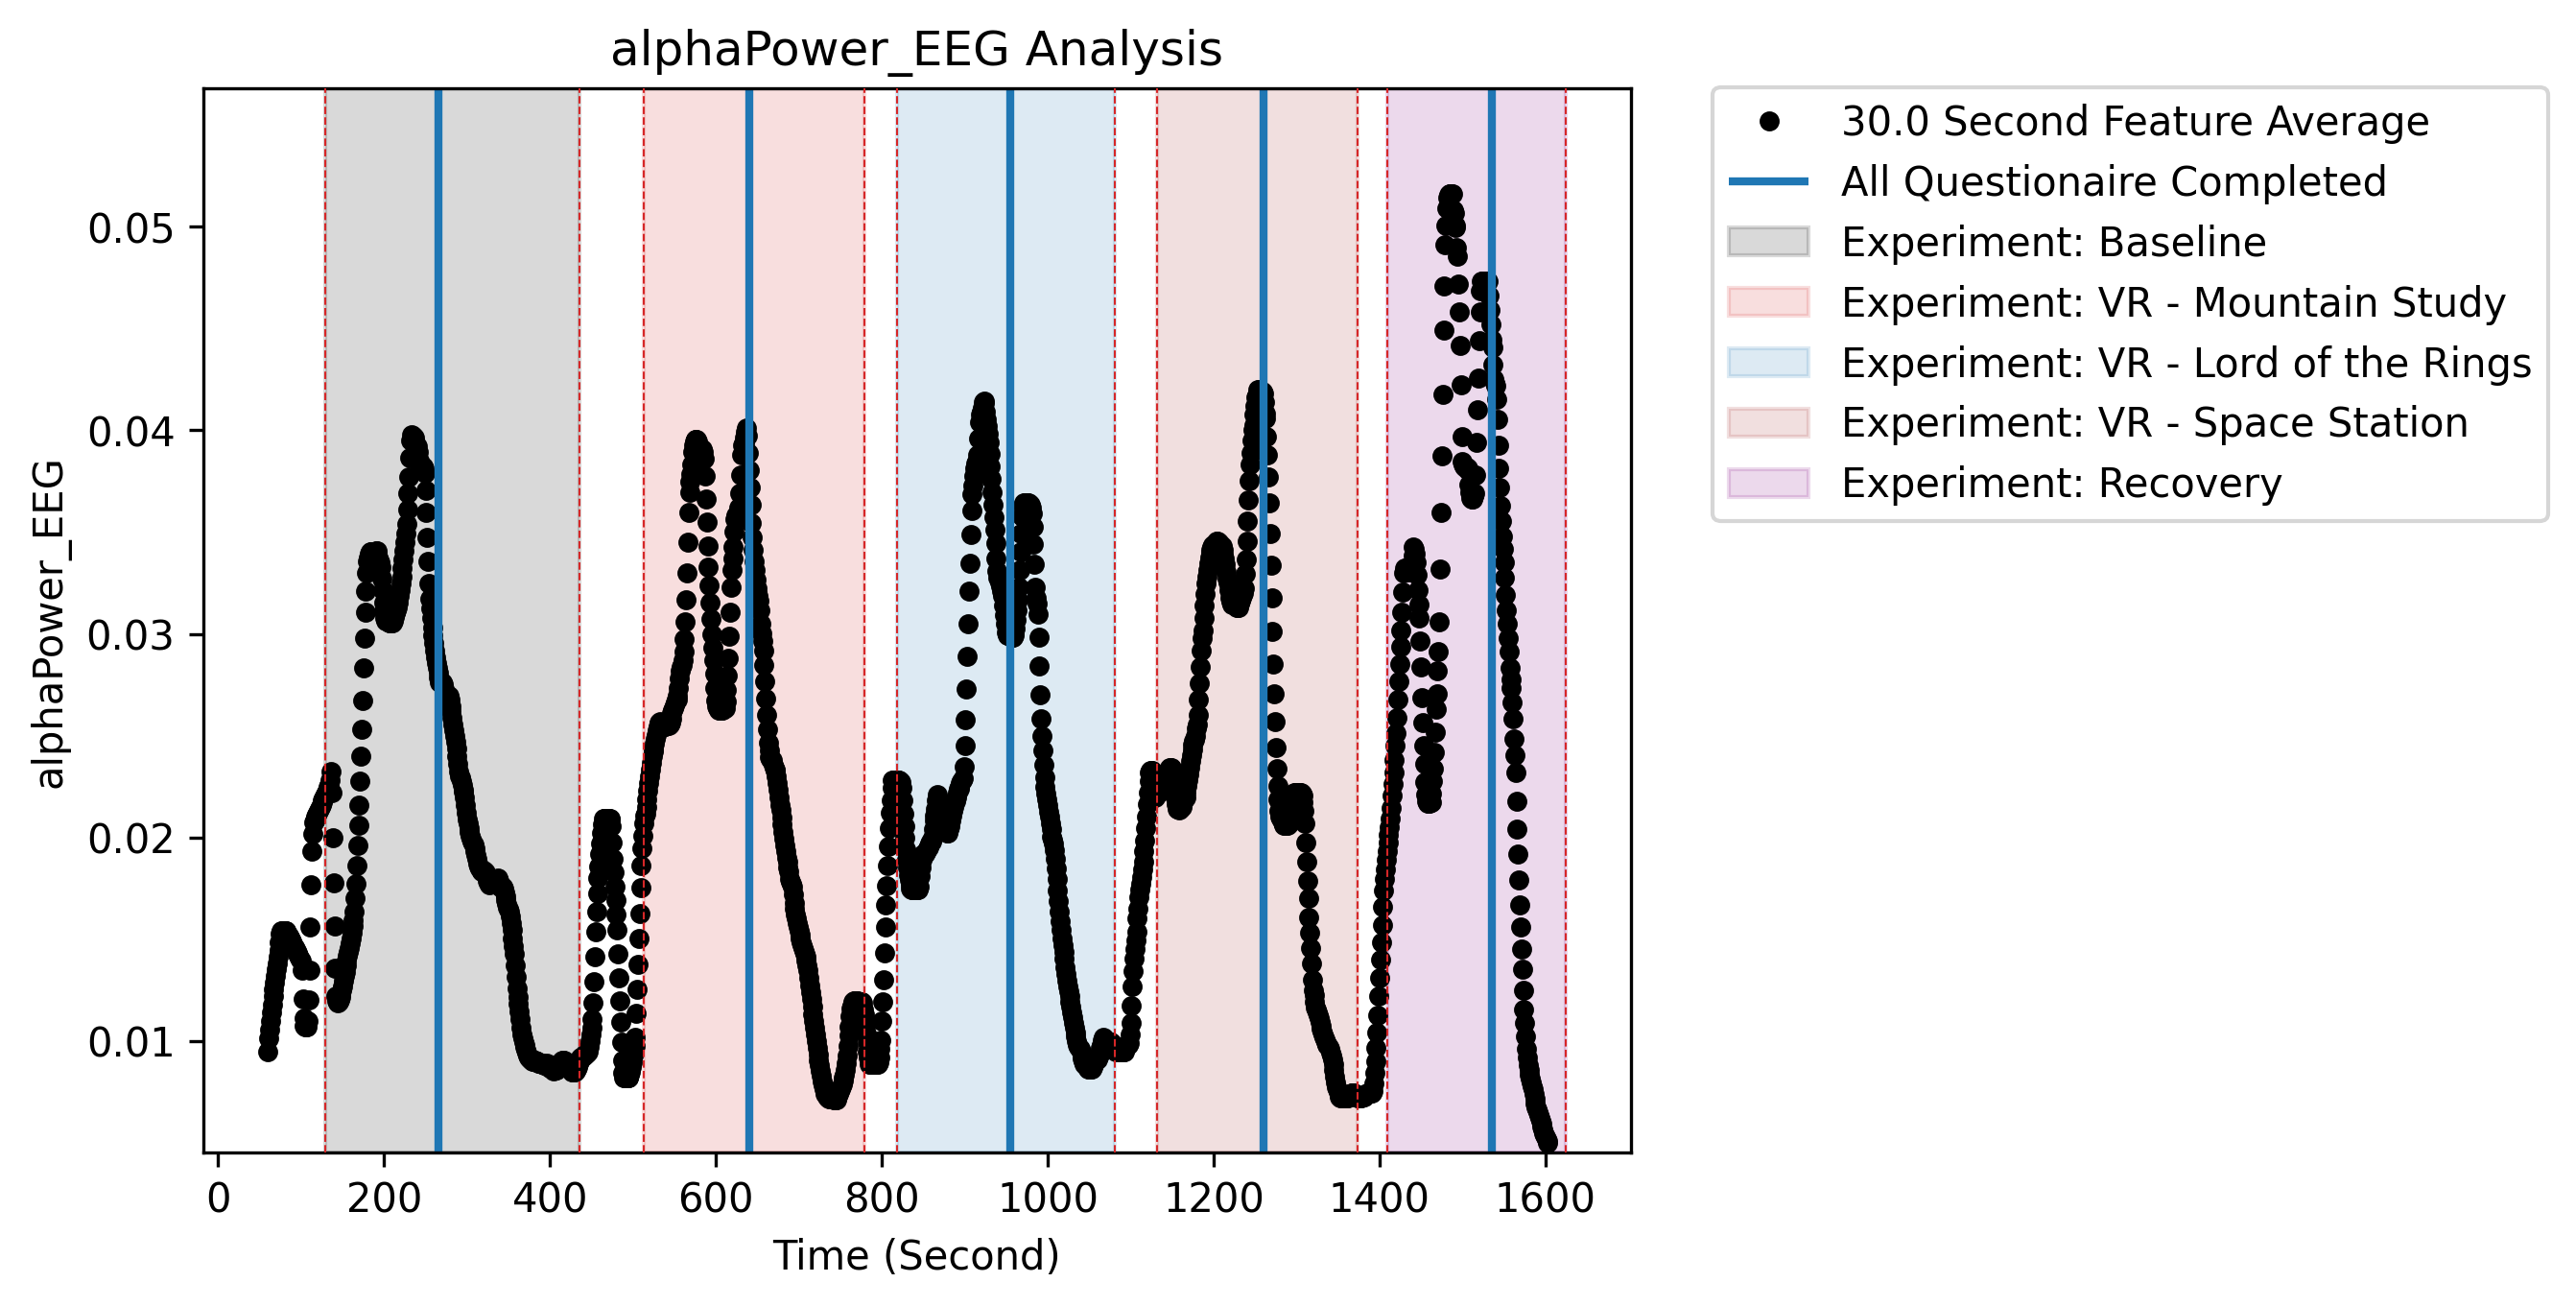 alphaPower_EEG Analysis
30.0 Second Feature Average
All Questionaire Completed
Experiment: Baseline
Experiment: VR - Mountain Study
Experiment: VR - Lord of the Rings
Experiment: VR - Space Station
Experiment: Recovery
alphaPower_EEG
0.05
0.04
0.03
0.02
0.01
0 200 400 600 800 1000 1200 1400 1600
Time (Second)